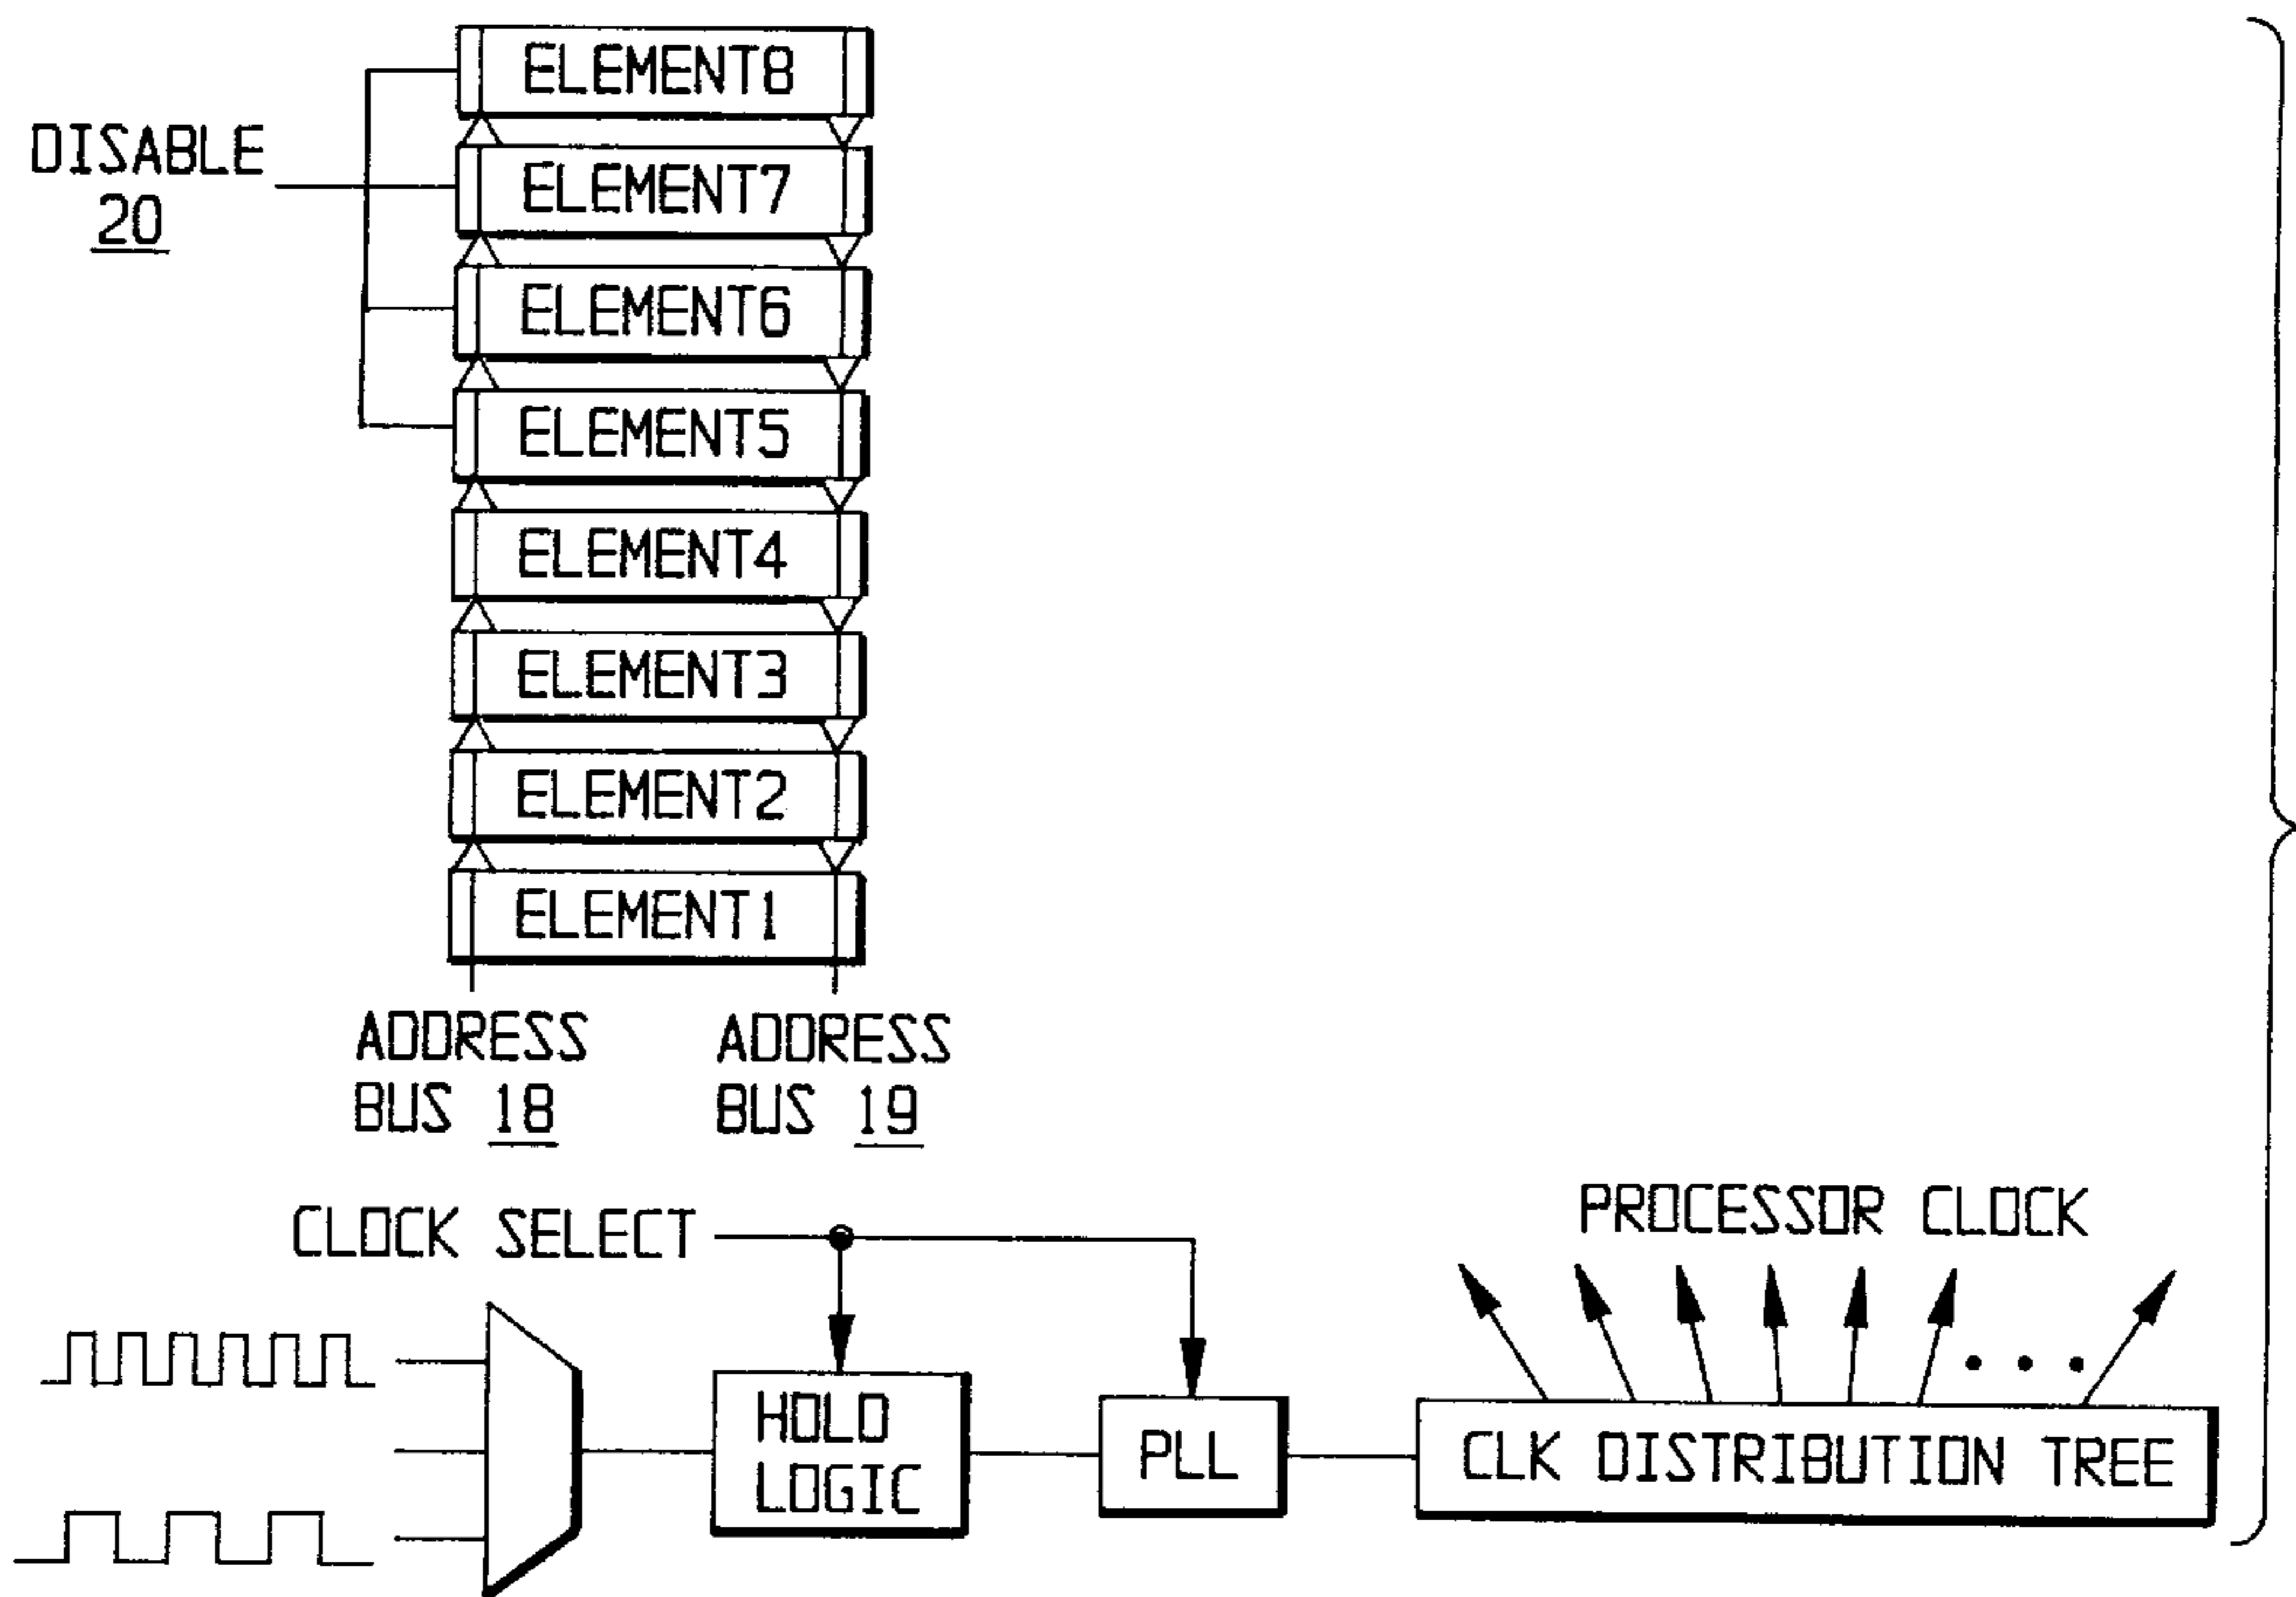 ELEMENT8
DISABLE
20
ELEMENT7
ELEMENT6
ELEMENT5
ELEMENT4
ELEMENT3
ELEMENT2
ELEMENT1
ADDRESS
BUS 18
ADDRESS
BUS 19
CLOCK SELECT
PROCESSOR CLOCK
HOLD
LOGIC
PLL
CLK DISTRIBUTION TREE